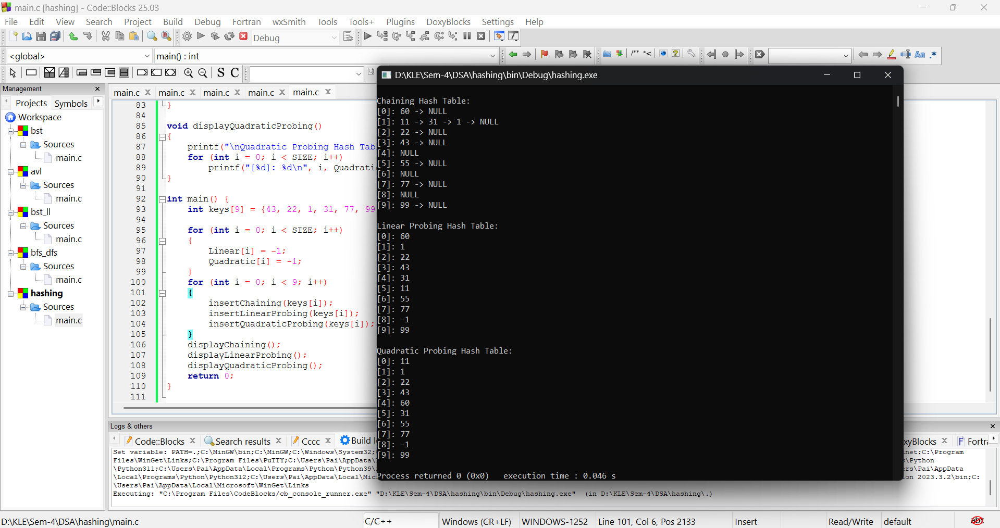 main.c [hashing] - Code::Blocks 25.03
File Edit View Search Project Build Debug Fortran wxSmith Tools Tools+ Plugins DoxyBlocks Settings Help
Debug
<global> main() : int
/** *< Aa .*
S C
Management
Projects Symbols
Workspace
bst
Sources
main.c
avl
Sources
main.c
bst_ll
Sources
main.c
bfs_dfs
Sources
main.c
hashing
Sources
main.c
main.c main.c main.c main.c main.c
83 }
84
85 void displayQuadraticProbing()
86 {
87 printf("\nQuadratic Probing Hash Tab
88 for (int i = 0; i < SIZE; i++)
89 printf("[%d]: %d\n", i, Quadrati
90 }
91
92 int main() {
93 int keys[9] = {43, 22, 1, 31, 77, 99
94
95 for (int i = 0; i < SIZE; i++)
96 {
97 Linear[i] = -1;
98 Quadratic[i] = -1;
99 }
100 for (int i = 0; i < 9; i++)
101 {
102 insertChaining(keys[i]);
103 insertLinearProbing(keys[i]);
104 insertQuadraticProbing(keys[i]);
105 }
106 displayChaining();
107 displayLinearProbing();
108 displayQuadraticProbing();
109 return 0;
110 }
111
D:\KLE\Sem-4\DSA\hashing\bin\Debug\hashing.exe
Chaining Hash Table:
[0]: 60 -> NULL
[1]: 11 -> 31 -> 1 -> NULL
[2]: 22 -> NULL
[3]: 43 -> NULL
[4]: NULL
[5]: 55 -> NULL
[6]: NULL
[7]: 77 -> NULL
[8]: NULL
[9]: 99 -> NULL
Linear Probing Hash Table:
[0]: 60
[1]: 1
[2]: 22
[3]: 43
[4]: 31
[5]: 11
[6]: 55
[7]: 77
[8]: -1
[9]: 99
Quadratic Probing Hash Table:
[0]: 11
[1]: 1
[2]: 22
[3]: 43
[4]: 60
[5]: 31
[6]: 55
[7]: 77
[8]: -1
[9]: 99
Process returned 0 (0x0) execution time : 0.046 s
Logs & others
Code::Blocks Search results Cccc Build xyBlocks Fortr
Set variable: PATH=.;C:\MinGW\bin;C:\MinGW;C:\Windows\System32; net;C:\Program
Files\WinGet\Links;C:\Program Files\PuTTY;C:\Users\Pai\AppData\ \Python
\Python311;C:\Users\Pai\AppData\Local\Programs\Python\Python39\ rs\Pai\AppData
\Local\Programs\Python\Python312;C:\Users\Pai\AppData\Local\Mic on 2023.3.2\bin;C:
\Users\Pai\AppData\Local\Microsoft\WinGet\Links
Executing: "C:\Program Files\CodeBlocks/cb_console_runner.exe" "D:\KLE\Sem-4\DSA\hashing\bin\Debug\hashing.exe" (in D:\KLE\Sem-4\DSA\hashing\.)
D:\KLE\Sem-4\DSA\hashing\main.c C/C++ Windows (CR+LF) WINDOWS-1252 Line 101, Col 6, Pos 2133 Insert Read/Write default abc